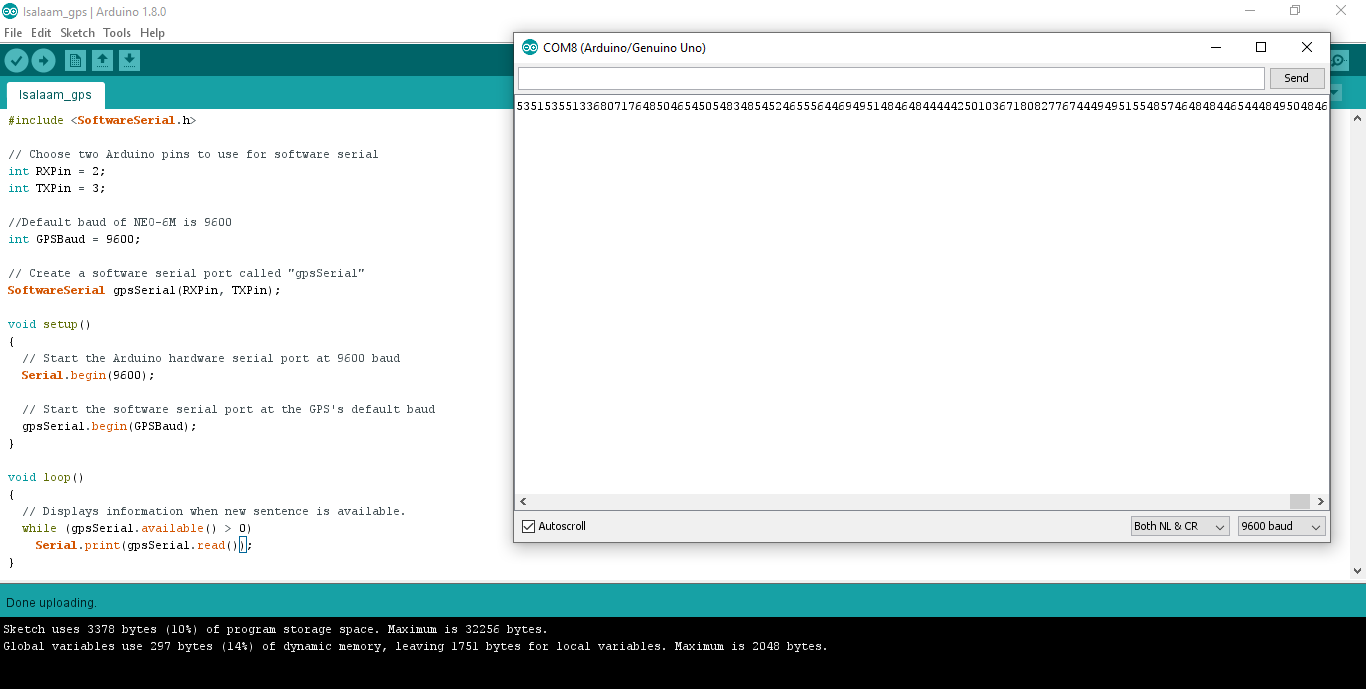 Isalaam_gps | Arduino 1.8.0
File Edit Sketch Tools Help
Isalaam_gps
#include <SoftwareSerial.h>
// Choose two Arduino pins to use for software serial
int RXPin = 2;
int TXPin = 3;
//Default baud of NEO-6M is 9600
int GPSBaud = 9600;
// Create a software serial port called "gpsSerial"
SoftwareSerial gpsSerial(RXPin, TXPin);
void setup()
{
// Start the Arduino hardware serial port at 9600 baud
Serial.begin(9600);
// Start the software serial port at the GPS's default baud
gpsSerial.begin(GPSBaud);
}
void loop()
{
// Displays information when new sentence is available.
while (gpsSerial.available() > 0)
Serial.print(gpsSerial.read());
}
COM8 (Arduino/Genuino Uno)
Send
53515355133680717648504654505483485452465556446949514846484444425010367180827767444949515548574648484465444849504846
Autoscroll
Both NL & CR
9600 baud
Done uploading.
Sketch uses 3378 bytes (10%) of program storage space. Maximum is 32256 bytes.
Global variables use 297 bytes (14%) of dynamic memory, leaving 1751 bytes for local variables. Maximum is 2048 bytes.